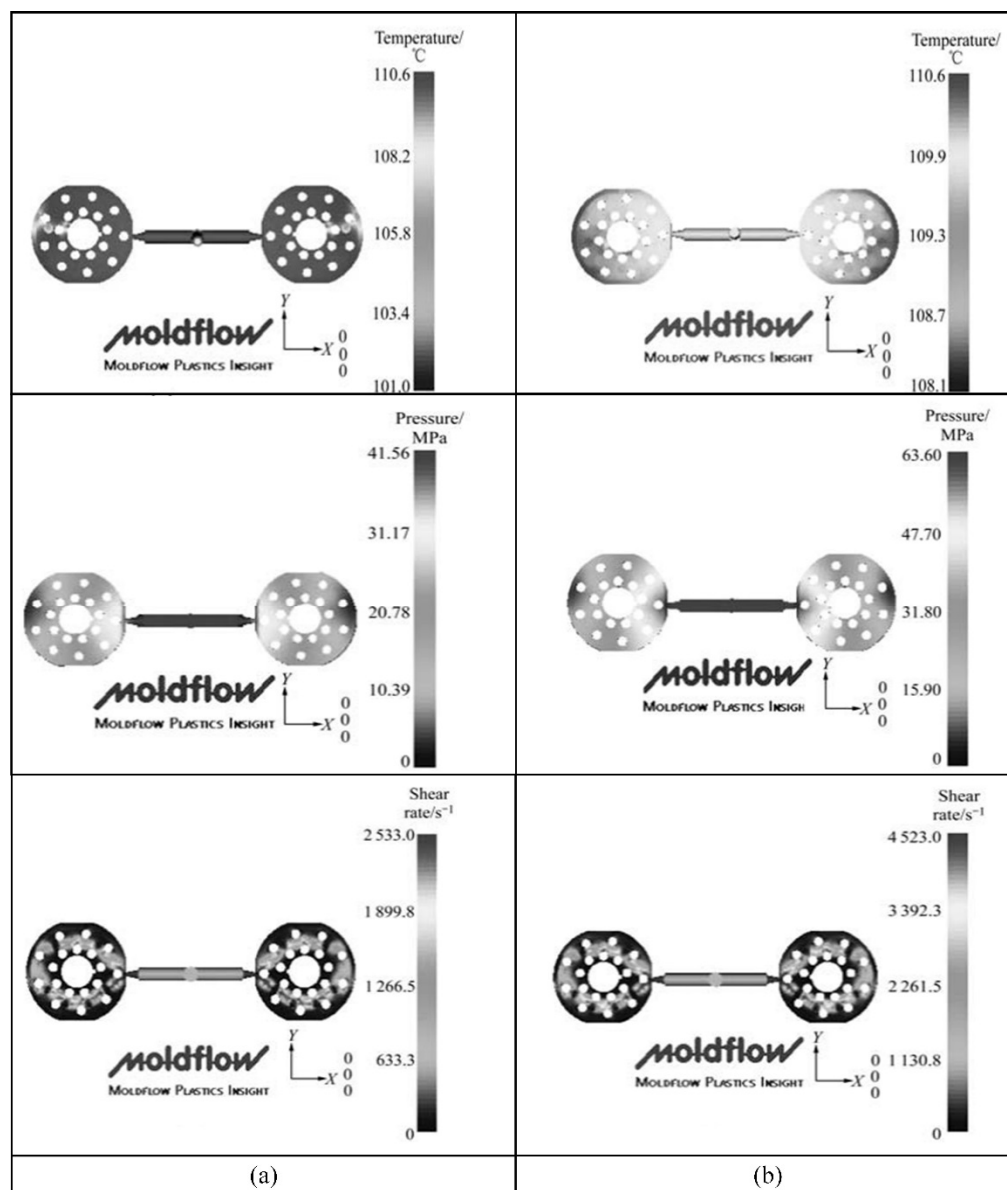 Temperature/
℃
110.6
108.2
105.8
103.4
101.0
moldflow
MOLDFLOW PLASTICS INSIGHT
Y
X
0
0
0
Temperature/
℃
110.6
109.9
109.3
108.7
108.1
moldflow
MOLDFLOW PLASTICS INSIGHT
Y
X
0
0
0
Pressure/
MPa
41.56
31.17
20.78
10.39
0
moldflow
MOLDFLOW PLASTICS INSIGHT
Y
X
0
0
0
Pressure/
MPa
63.60
47.70
31.80
15.90
0
moldflow
MOLDFLOW PLASTICS INSIGH
Y
X
0
0
0
Shear
rate/s⁻¹
2 533.0
1 899.8
1 266.5
633.3
0
moldflow
MOLDFLOW PLASTICS INSIGHT
Y
X
0
0
0
Shear
rate/s⁻¹
4 523.0
3 392.3
2 261.5
1 130.8
0
moldflow
MOLDFLOW PLASTICS INSIGHT
Y
X
0
0
0
(a)
(b)